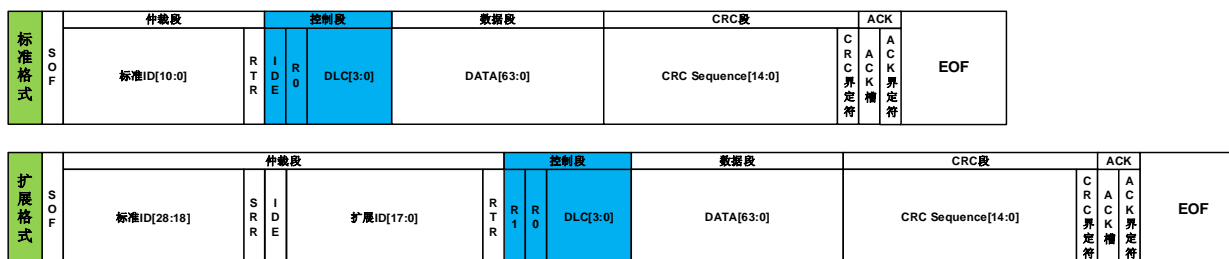 标准格式
SOF
仲裁段
标准ID[10:0]
RTR
控制段
IDE
R0
DLC[3:0]
数据段
DATA[63:0]
CRC段
CRC Sequence[14:0]
CRC界定符
ACK
ACK槽
ACK界定符
EOF
扩展格式
SOF
仲裁段
标准ID[28:18]
SRR
IDE
扩展ID[17:0]
RTR
控制段
R1
R0
DLC[3:0]
数据段
DATA[63:0]
CRC段
CRC Sequence[14:0]
CRC界定符
ACK
ACK槽
ACK界定符
EOF